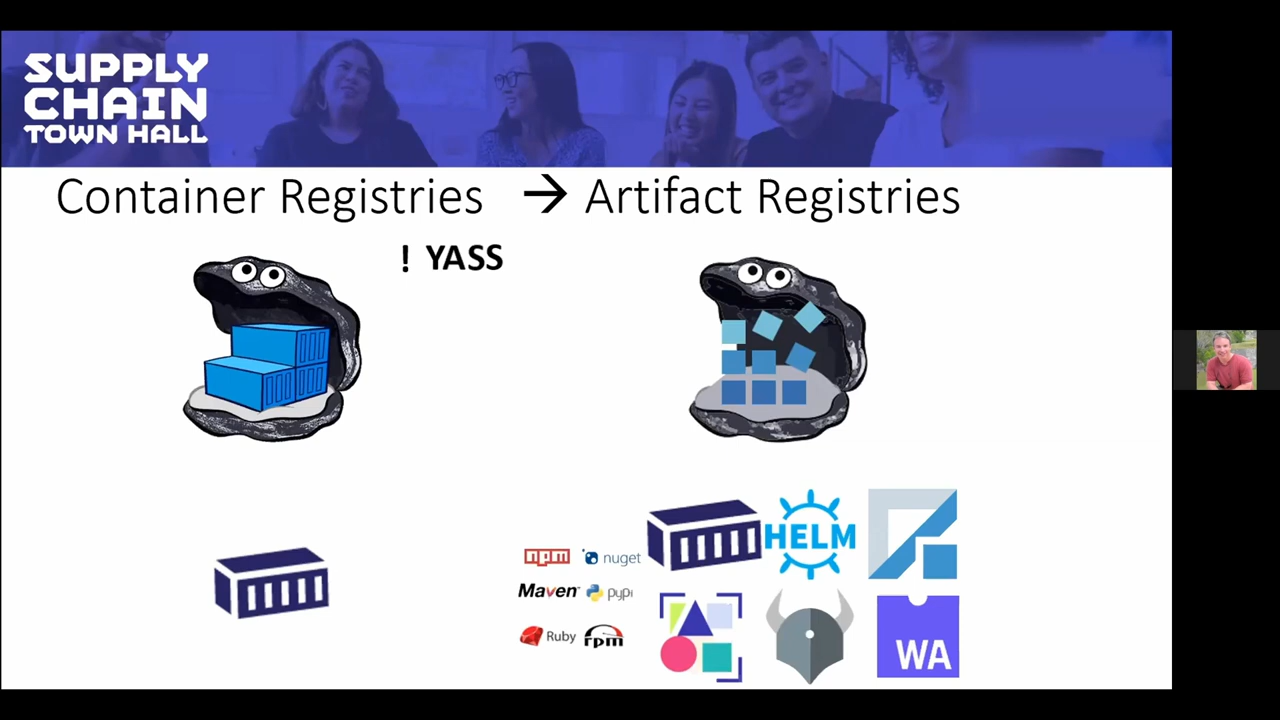 SUPPLY
CHAIN
TOWN HALL
Container Registries → Artifact Registries
! YASS
npm nuget
Maven pypi
Ruby rpm
HELM
WA